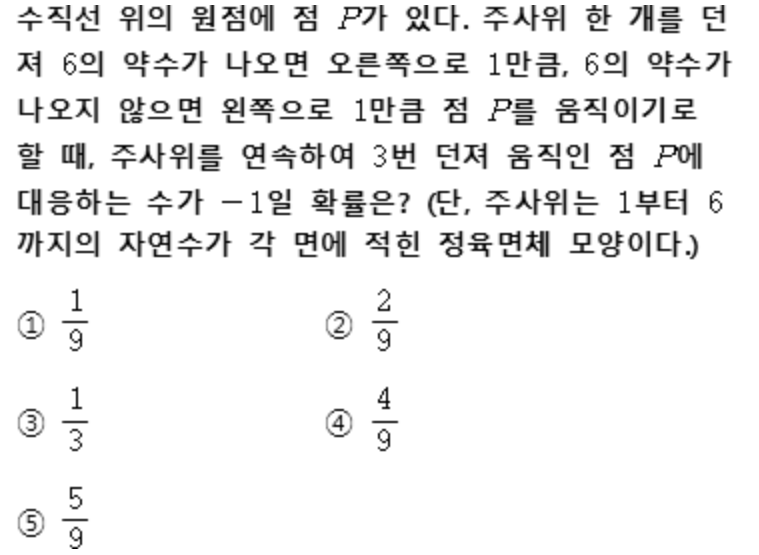 수직선 위의 원점에 점 P가 있다. 주사위 한 개를 던
져 6의 약수가 나오면 오른쪽으로 1만큼, 6의 약수가
나오지 않으면 왼쪽으로 1만큼 점 P를 움직이기로
할 때, 주사위를 연속하여 3번 던져 움직인 점 P에
대응하는 수가 −1일 확률은? (단, 주사위는 1부터 6
까지의 자연수가 각 면에 적힌 정육면체 모양이다.)
① 1/9 ② 2/9
③ 1/3 ④ 4/9
⑤ 5/9